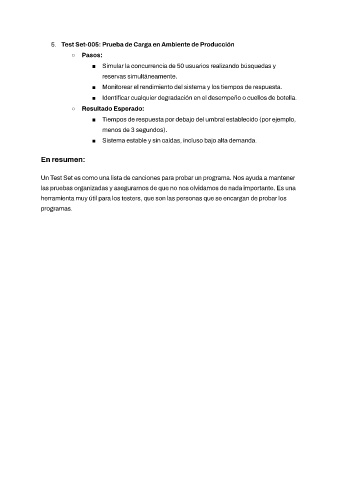 5. Test Set-005: Prueba de Carga en Ambiente de Producción
○ Pasos:
■ Simular la concurrencia de 50 usuarios realizando búsquedas y
reservas simultáneamente.
■ Monitorear el rendimiento del sistema y los tiempos de respuesta.
■ Identificar cualquier degradación en el desempeño o cuellos de botella.
○ Resultado Esperado:
■ Tiempos de respuesta por debajo del umbral establecido (por ejemplo,
menos de 3 segundos).
■ Sistema estable y sin caídas, incluso bajo alta demanda.
En resumen:
Un Test Set es como una lista de canciones para probar un programa. Nos ayuda a mantener
las pruebas organizadas y asegurarnos de que no nos olvidamos de nada importante. Es una
herramienta muy útil para los testers, que son las personas que se encargan de probar los
programas.